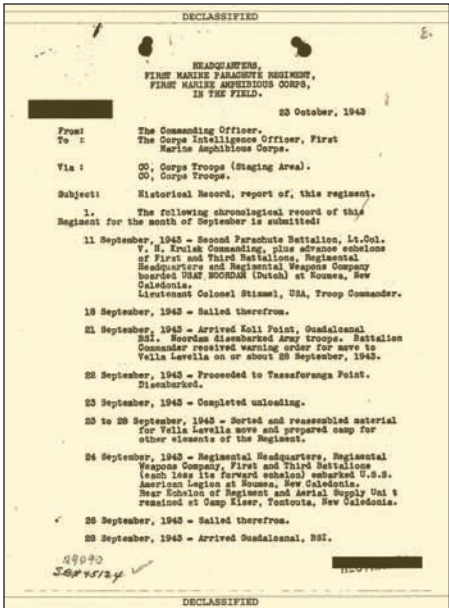 DECLASSIFIED
2.
HEADQUARTERS,
FIRST MARINE PARACHUTE REGIMENT,
FIRST MARINE AMPHIBIOUS CORPS,
IN THE FIELD.
23 October, 1943
From: The Commanding Officer.
To : The Corps Intelligence Officer, First
Marine Amphibious Corps.
Via : CO, Corps Troops (Staging Area).
CO, Corps Troops.
Subject: Historical Record, report of, this regiment.
1. The following chronological record of this
Regiment for the month of September is submitted:
11 September, 1943 - Second Parachute Battalion, Lt.Col.
V. H. Krulak Commanding, plus advance echelons
of First and Third Battalions, Regimental
Headquarters and Regimental Weapons Company
boarded USAT NOORDAM (Dutch) at Noumea, New
Caledonia.
Lieutenant Colonel Stimmel, USA, Troop Commander.
18 September, 1943 - Sailed therefrom.
21 September, 1943 - Arrived Koli Point, Guadalcanal
BSI. Noordam disembarked Army troops. Battalion
Commander received warning order for move to
Vella Lavella on or about 28 September, 1943.
22 September, 1943 - Proceeded to Tassaforanga Point.
Disembarked.
23 September, 1943 - Completed unloading.
23 to 28 September, 1943 - Sorted and reassembled material
for Vella Lavella move and prepared camp for
other elements of the Regiment.
24 September, 1943 - Regimental Headquarters, Regimental
Weapons Company, First and Third Battalions
(each less its forward echelon) embarked U.S.S.
American Legion at Noumea, New Caledonia.
Rear Echelon of Regiment and Aerial Supply Unit
remained at Camp Kiser, Tontouta, New Caledonia.
26 September, 1943 - Sailed therefrom.
28 September, 1943 - Arrived Guadalcanal, BSI.
29090
DECLASSIFIED